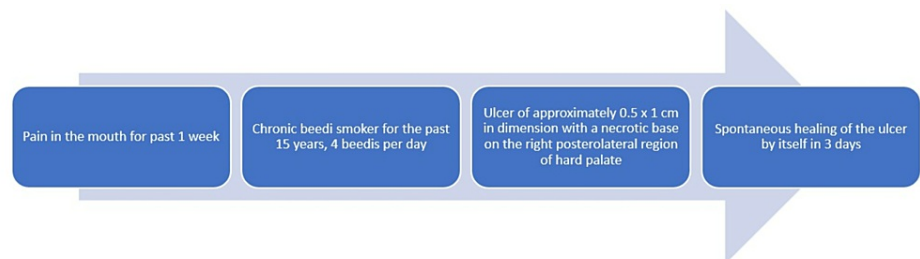 Pain in the mouth for past 1 week
Chronic beedi smoker for the past
15 years, 4 beedis per day
Ulcer of approximately 0.5 x 1 cm
in dimension with a necrotic base
on the right posterolateral region
of hard palate
Spontaneous healing of the ulcer
by itself in 3 days